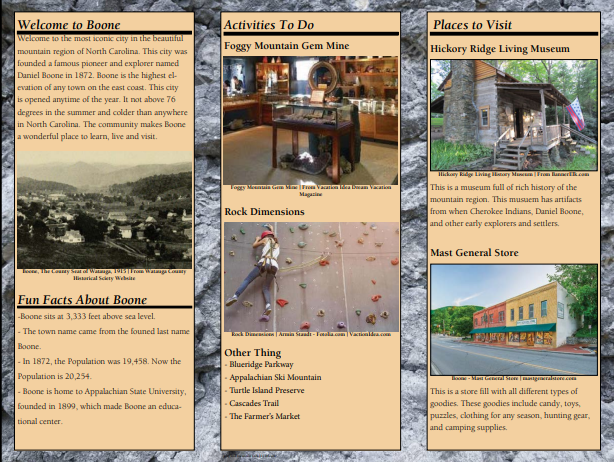 Welcome to Boone
Welcome to the most iconic city in the beautiful
mountain region of North Carolina. This city was
founded a famous pioneer and explorer named
Daniel Boone in 1872. Boone is the highest el-
evation of any town on the east coast. This city
is opened anytime of the year. It not above 76
degrees in the summer and colder than anywhere
in North Carolina. The community makes Boone
a wonderful place to learn, live and visit.
Boone, The County Seat of Watauga, 1915 | From Watauga County
Historical Sciety Website
Fun Facts About Boone
-Boone sits at 3,333 feet above sea level.
- The town name came from the founed last name
Boone.
- In 1872, the Population was 19,458. Now the
Population is 20,254.
- Boone is home to Appalachian State University,
founded in 1899, which made Boone an educa-
tional center.
Activities To Do
Foggy Mountain Gem Mine
Foggy Mountain Gem Mine | From Vacation Idea Dream Vacation
Magazine
Rock Dimensions
Rock Dimensions | Armin Staudt - Fotolia.com | VactionIdea.com
Other Thing
- Blueridge Parkway
- Appalachian Ski Mountain
- Turtle Island Preserve
- Cascades Trail
- The Farmer's Market
Places to Visit
Hickory Ridge Living Museum
Hickory Ridge Living History Museum | From BannerElk.com
This is a museum full of rich history of the
mountain region. This musuem has artifacts
from when Cherokee Indians, Daniel Boone,
and other early explorers and settlers.
Mast General Store
Boone - Mast General Store | mastgeneralstore.com
This is a store fill with all different types of
goodies. These goodies include candy, toys,
puzzles, clothing for any season, hunting gear,
and camping supplies.